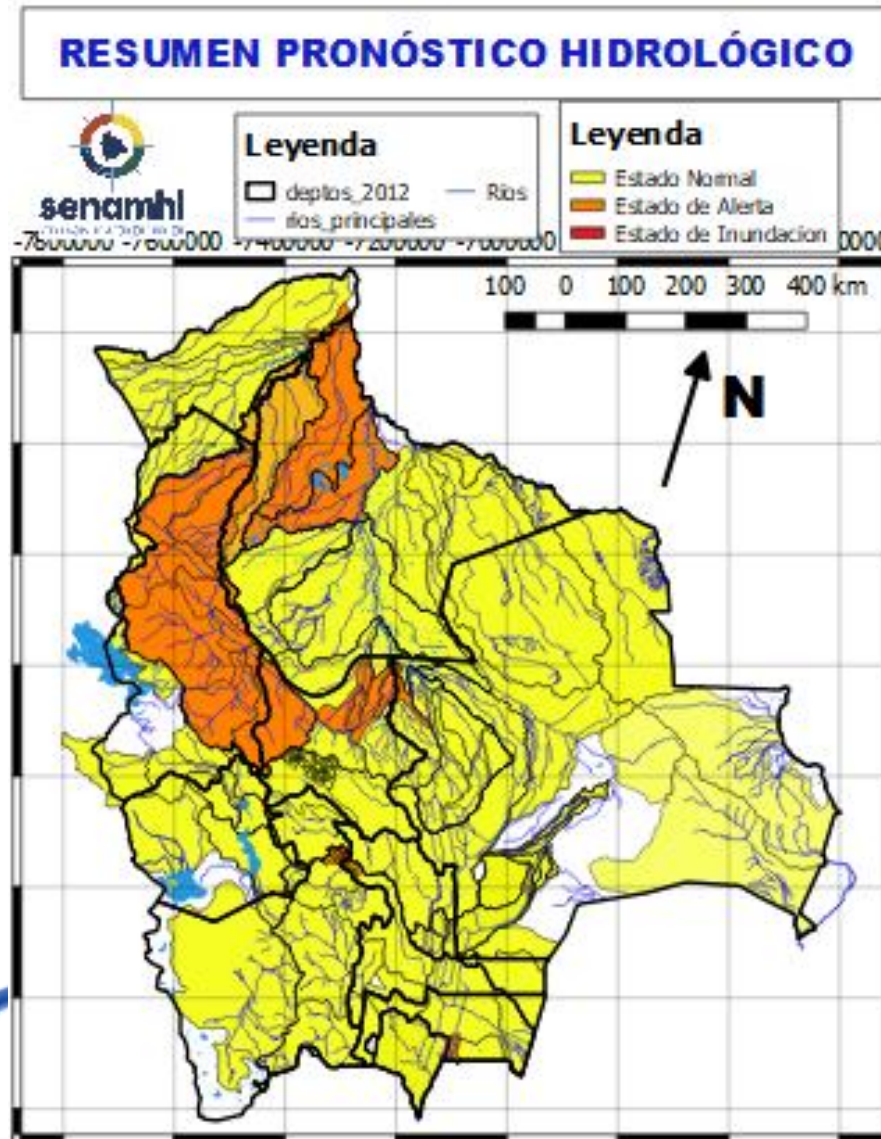 RESUMEN PRONÓSTICO HIDROLÓGICO
senamhi
Leyenda
deptos_2012
Rios
rios_principales
Leyenda
Estado Normal
Estado de Alerta
Estado de Inundacion
-7800000 -7600000 -7400000 -7200000 -7000000
100 0 100 200 300 400 km
N